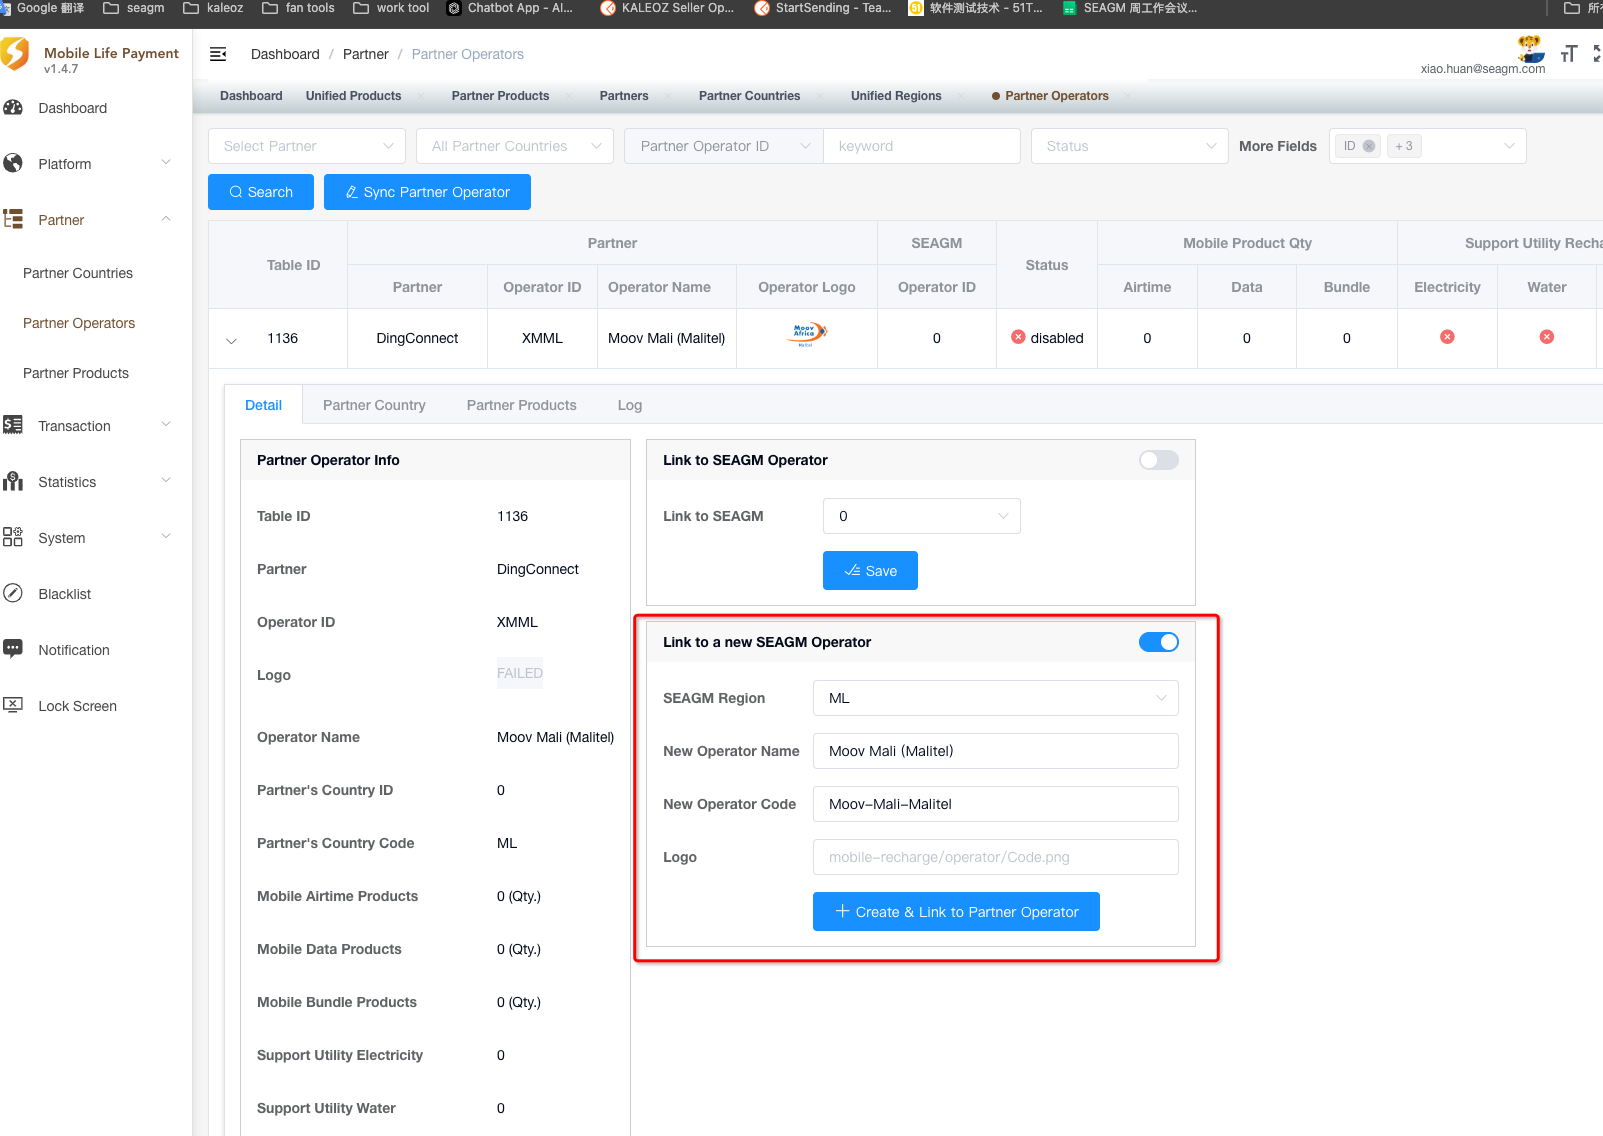 Google 翻译 seagm kaleoz fan tools work tool Chatbot App - AI... KALEOZ Seller Op... StartSending - Tea... 软件测试技术 - 51T... SEAGM 周工作会议...
Mobile Life Payment
v1.4.7
Dashboard / Partner / Partner Operators
xiao.huan@seagm.com
Dashboard Unified Products Partner Products Partners Partner Countries Unified Regions Partner Operators
Dashboard
Platform
Partner
Partner Countries
Partner Operators
Partner Products
Transaction
Statistics
System
Blacklist
Notification
Lock Screen
Select Partner All Partner Countries Partner Operator ID keyword Status More Fields ID + 3
Search Sync Partner Operator
Table ID Partner SEAGM Status Mobile Product Qty Support Utility Recha
Partner Operator ID Operator Name Operator Logo Operator ID Airtime Data Bundle Electricity Water
1136 DingConnect XMML Moov Mali (Malitel) Moov Africa Malitel 0 disabled 0 0 0
Detail Partner Country Partner Products Log
Partner Operator Info
Table ID 1136
Partner DingConnect
Operator ID XMML
Logo FAILED
Operator Name Moov Mali (Malitel)
Partner's Country ID 0
Partner's Country Code ML
Mobile Airtime Products 0 (Qty.)
Mobile Data Products 0 (Qty.)
Mobile Bundle Products 0 (Qty.)
Support Utility Electricity 0
Support Utility Water 0
Link to SEAGM Operator
Link to SEAGM 0
Save
Link to a new SEAGM Operator
SEAGM Region ML
New Operator Name Moov Mali (Malitel)
New Operator Code Moov-Mali-Malitel
Logo mobile-recharge/operator/Code.png
Create & Link to Partner Operator